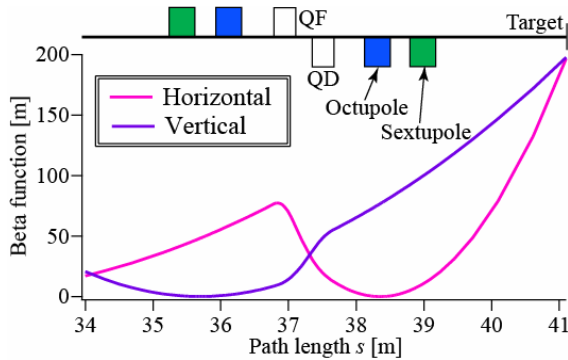 QF
Target
QD
Octupole
Sextupole
Horizontal
Vertical
Beta function [m]
200
150
100
50
0
34
35
36
37
38
39
40
41
Path length s [m]